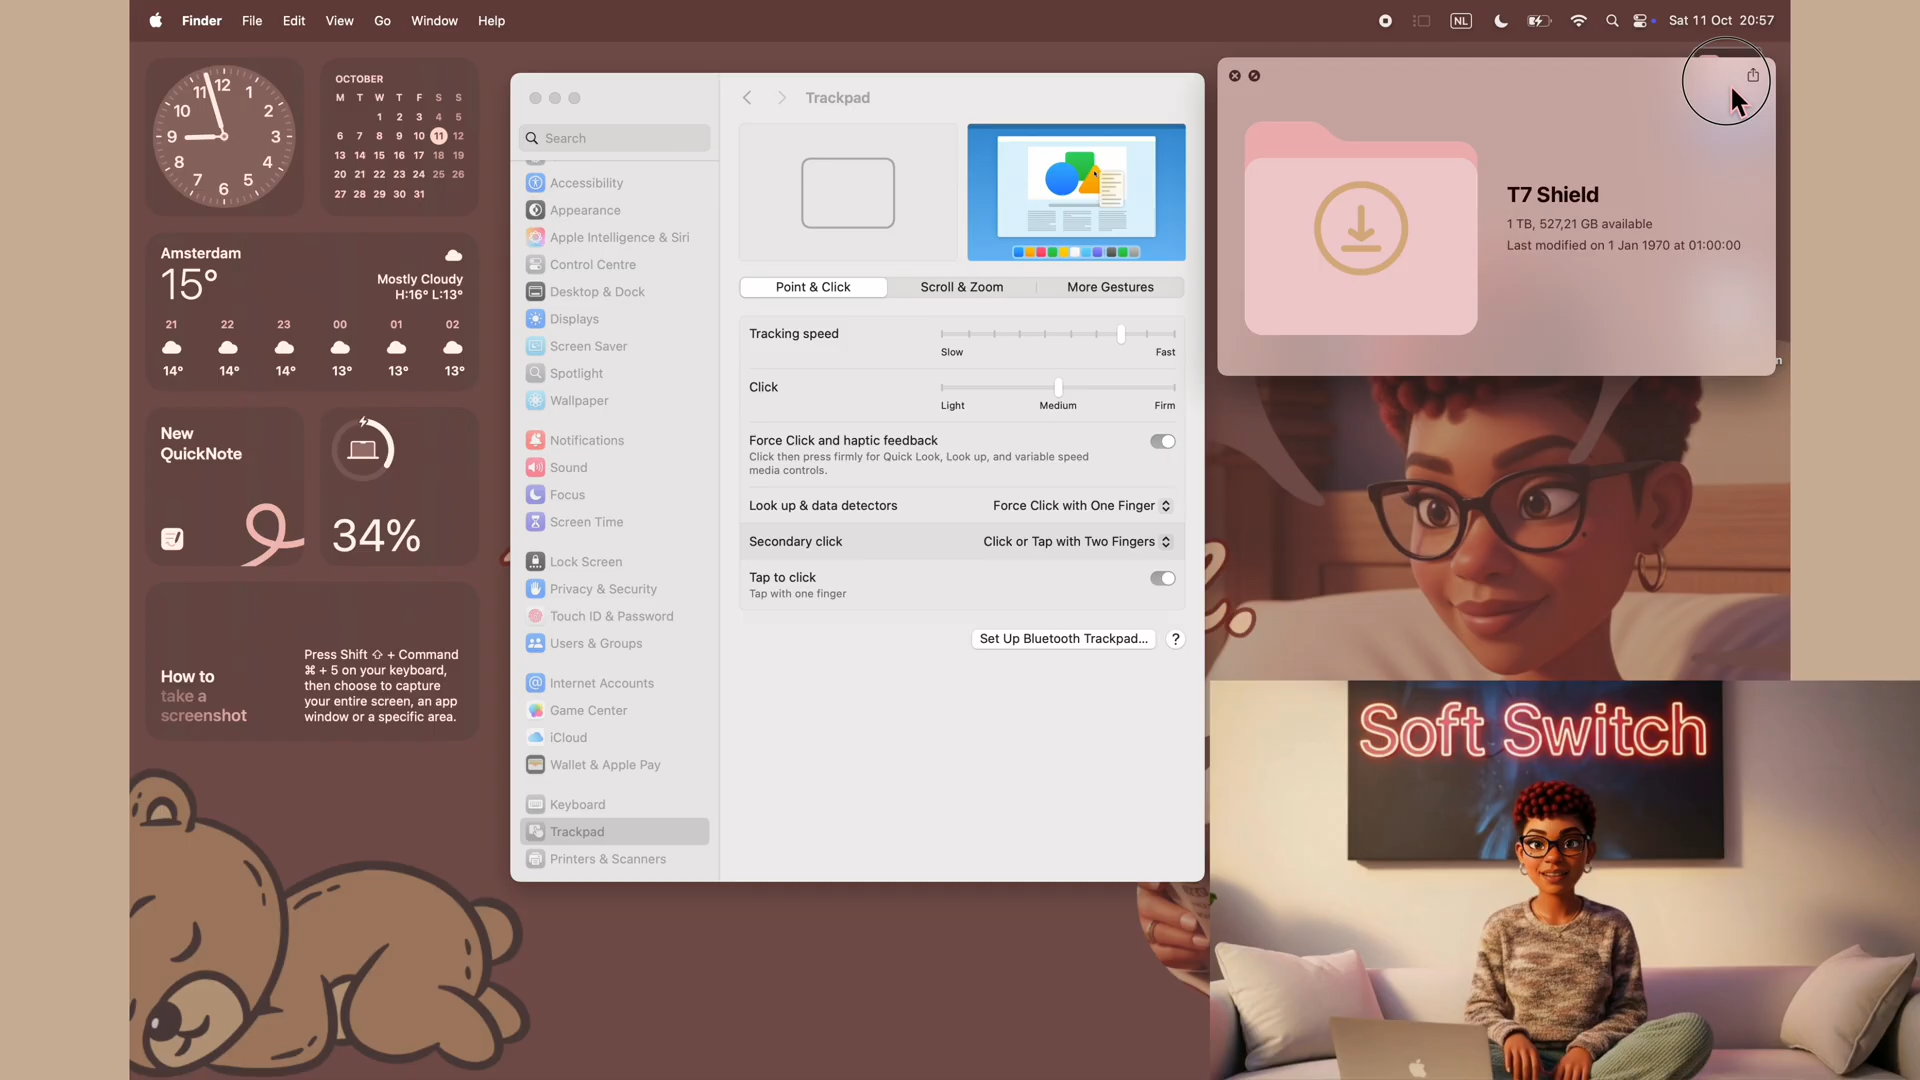 Finder File Edit View Go Window Help
NL
Sat 11 Oct 20:57
12
1
2
3
4
5
6
7
8
9
10
11
OCTOBER
M T W T F S S
1 2 3 4 5
6 7 8 9 10 11 12
13 14 15 16 17 18 19
20 21 22 23 24 25 26
27 28 29 30 31
Amsterdam
15°
Mostly Cloudy
H:16° L:13°
21 22 23 00 01 02
14° 14° 14° 13° 13° 13°
New
QuickNote
34%
How to
take a
screenshot
Press Shift ⇧ + Command
⌘ + 5 on your keyboard,
then choose to capture
your entire screen, an app
window or a specific area.
Search
Accessibility
Appearance
Apple Intelligence & Siri
Control Centre
Desktop & Dock
Displays
Screen Saver
Spotlight
Wallpaper
Notifications
Sound
Focus
Screen Time
Lock Screen
Privacy & Security
Touch ID & Password
Users & Groups
Internet Accounts
Game Center
iCloud
Wallet & Apple Pay
Keyboard
Trackpad
Printers & Scanners
Trackpad
Point & Click
Scroll & Zoom
More Gestures
Tracking speed
Slow
Fast
Click
Light
Medium
Firm
Force Click and haptic feedback
Click then press firmly for Quick Look, Look up, and variable speed
media controls.
Look up & data detectors
Force Click with One Finger
Secondary click
Click or Tap with Two Fingers
Tap to click
Tap with one finger
Set Up Bluetooth Trackpad...
?
T7 Shield
1 TB, 527,21 GB available
Last modified on 1 Jan 1970 at 01:00:00
Soft Switch